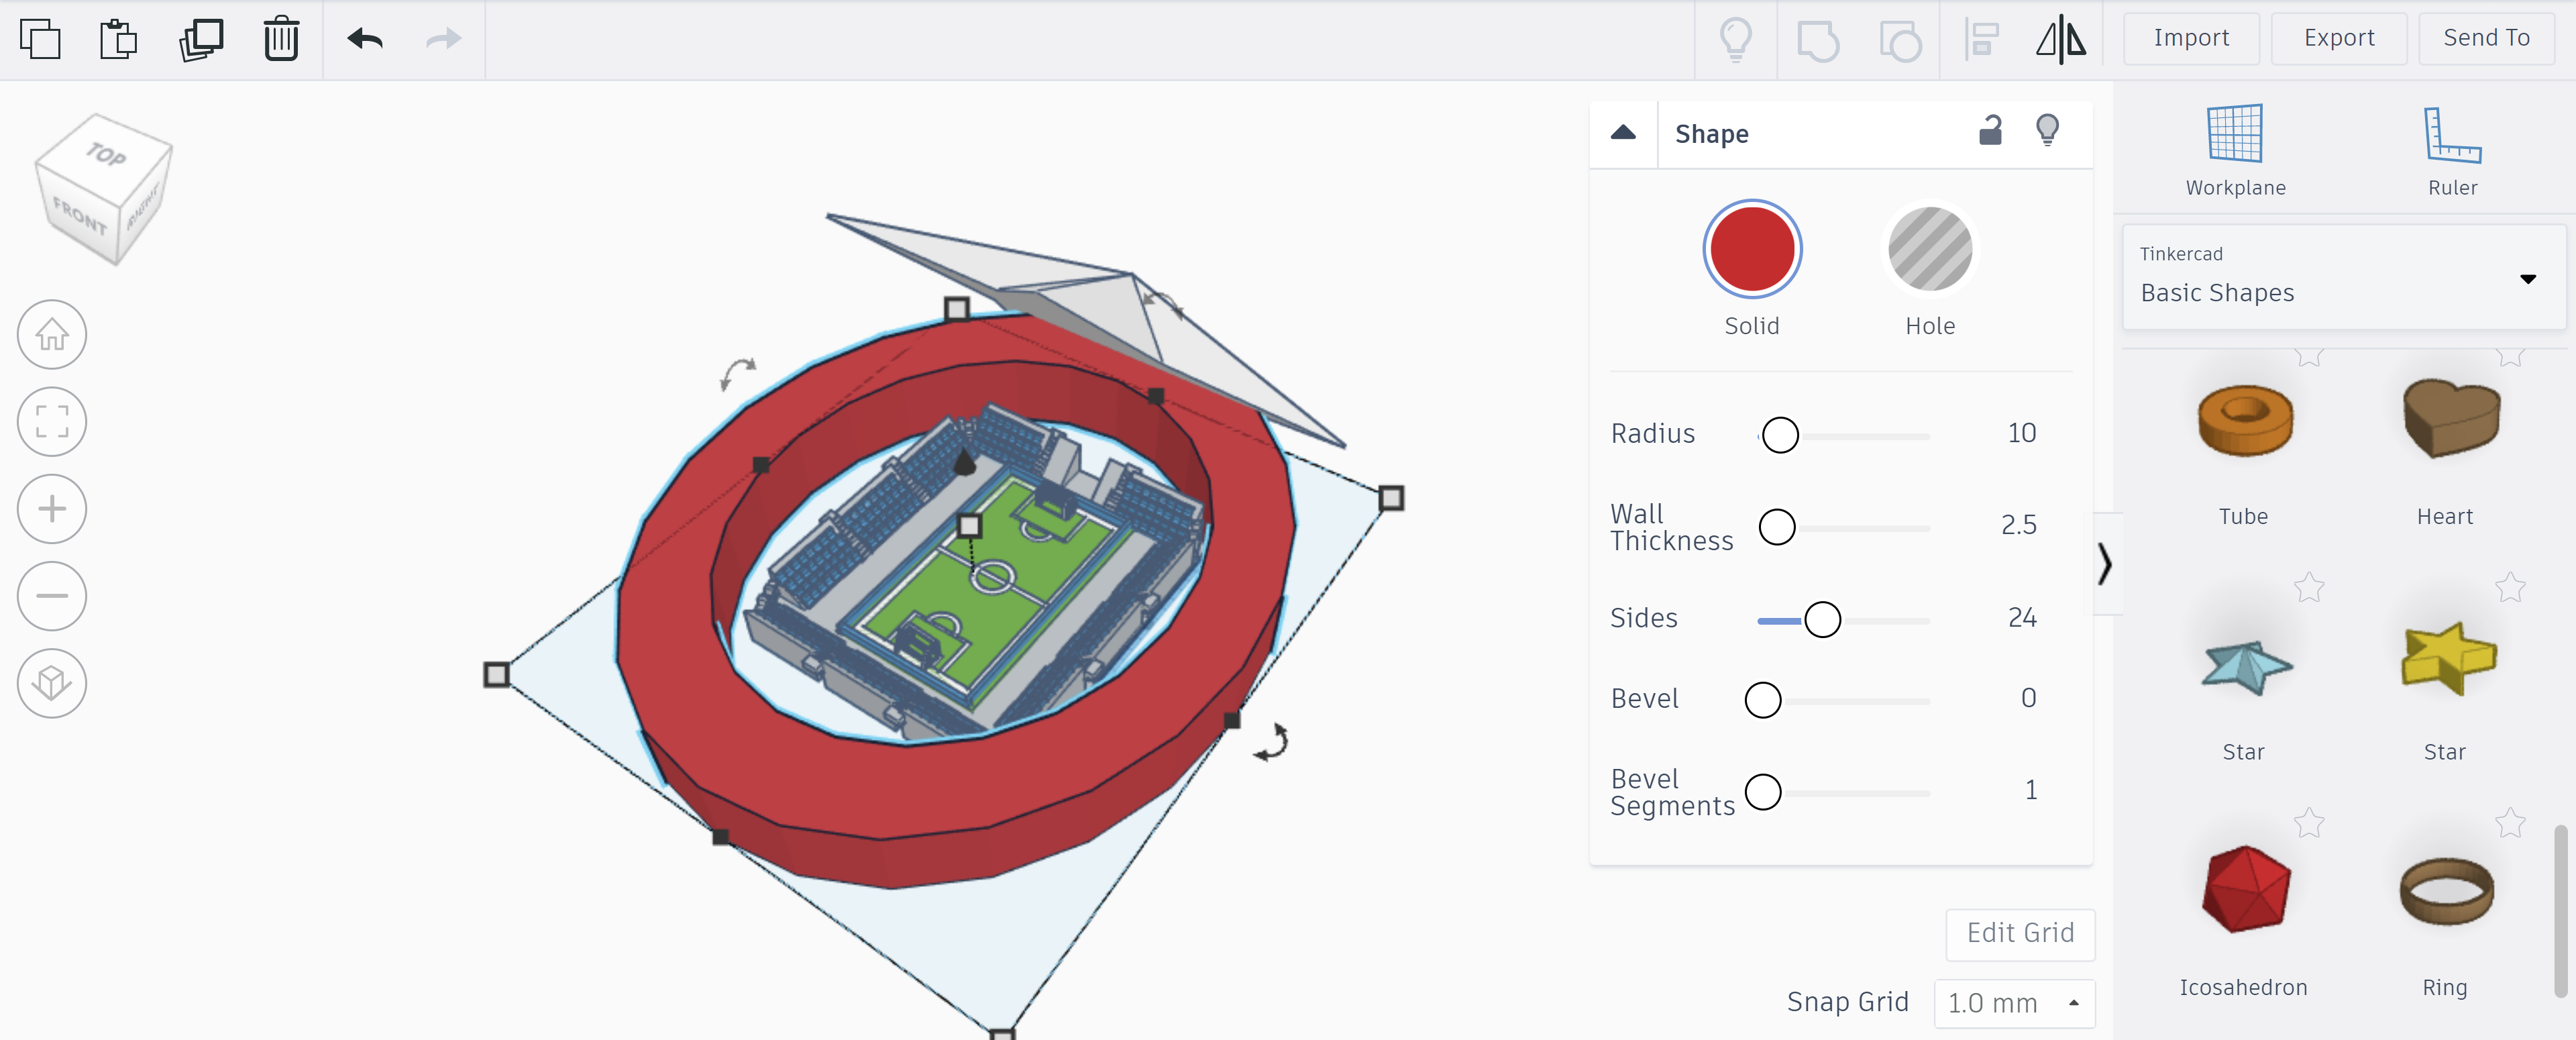 Import
Export
Send To
TOP
FRONT
RIGHT
Shape
Workplane
Ruler
Solid
Hole
Tinkercad
Basic Shapes
Radius
10
Wall
Thickness
2.5
Sides
24
Bevel
0
Bevel
Segments
1
Tube
Heart
Star
Star
Icosahedron
Ring
Edit Grid
Snap Grid
1.0 mm